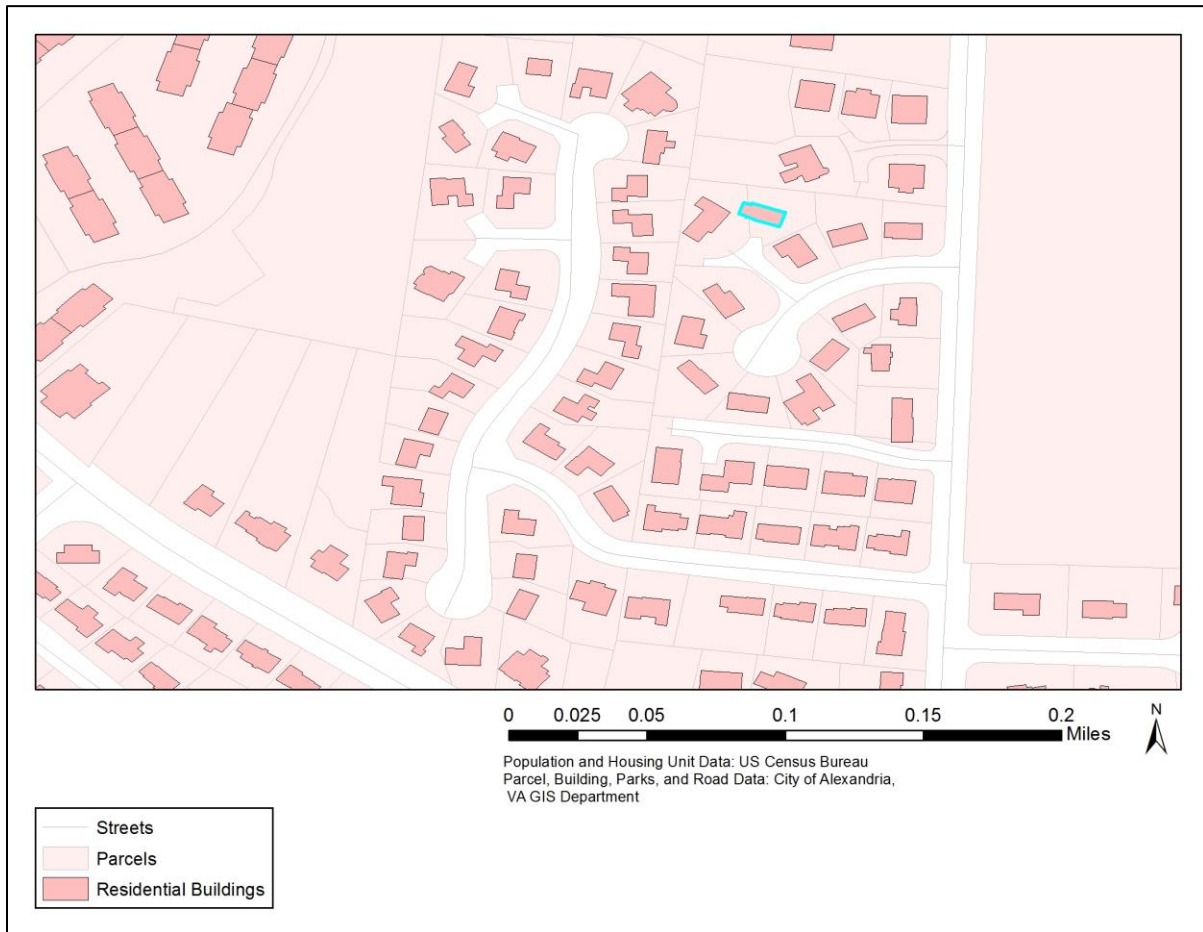 0 0.025 0.05 0.1 0.15 0.2
Miles
N
Population and Housing Unit Data: US Census Bureau
Parcel, Building, Parks, and Road Data: City of Alexandria,
VA GIS Department
Streets
Parcels
Residential Buildings